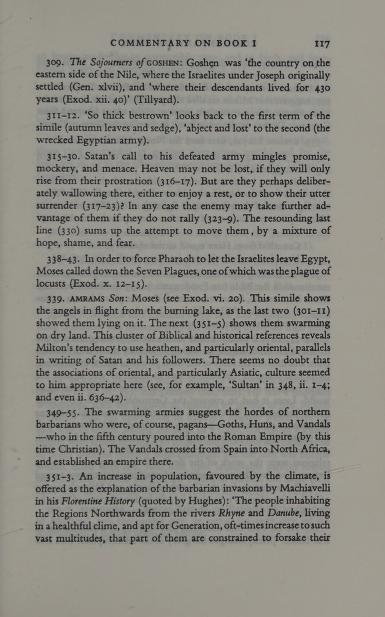 COMMENTARY ON BOOK I 117
309. The Sojourners of GOSHEN: Goshen was ‘the country on the
eastern side of the Nile, where the Israelites under Joseph originally
settled (Gen. xlvii), and ‘where their descendants lived for 430
years (Exod. xii. 40)’ (Tillyard).
311–12. ‘So thick bestrown’ looks back to the first term of the
simile (autumn leaves and sedge), ‘abject and lost’ to the second (the
wrecked Egyptian army).
315–30. Satan’s call to his defeated army mingles promise,
mockery, and menace. Heaven may not be lost, if they will only
rise from their prostration (316–17). But are they perhaps deliber-
ately wallowing there, either to enjoy a rest, or to show their utter
surrender (317–23)? In any case the enemy may take further ad-
vantage of them if they do not rally (323–9). The resounding last
line (330) sums up the attempt to move them, by a mixture of
hope, shame, and fear.
338–43. In order to force Pharaoh to let the Israelites leave Egypt,
Moses called down the Seven Plagues, one of which was the plague of
locusts (Exod. x. 12–15).
339. AMRAMS Son: Moses (see Exod. vi. 20). This simile shows
the angels in flight from the burning lake, as the last two (301–11)
showed them lying on it. The next (351–5) shows them swarming
on dry land. This cluster of Biblical and historical references reveals
Milton’s tendency to use heathen, and particularly oriental, parallels
in writing of Satan and his followers. There seems no doubt that
the associations of oriental, and particularly Asiatic, culture seemed
to him appropriate here (see, for example, ‘Sultan’ in 348, ii. 1–4;
and even ii. 636–42).
349–55. The swarming armies suggest the hordes of northern
barbarians who were, of course, pagans—Goths, Huns, and Vandals
—who in the fifth century poured into the Roman Empire (by this
time Christian). The Vandals crossed from Spain into North Africa,
and established an empire there.
351–3. An increase in population, favoured by the climate, is
offered as the explanation of the barbarian invasions by Machiavelli
in his Florentine History (quoted by Hughes): ‘The people inhabiting
the Regions Northwards from the rivers Rhyne and Danube, living
in a healthful clime, and apt for Generation, oft-times increase to such
vast multitudes, that part of them are constrained to forsake their